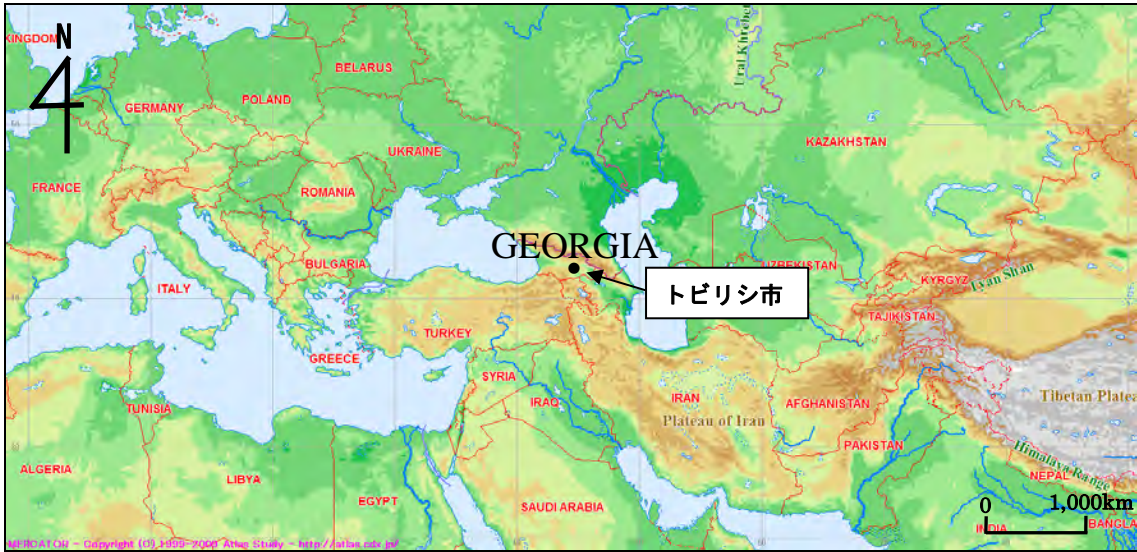 KINGDOM
N
BELARUS
Ural Khrebet
GERMANY
POLAND
KAZAKHSTAN
UKRAINE
FRANCE
ROMANIA
GEORGIA
BULGARIA
UZBEKISTAN
ITALY
トビリシ市
KYRGYZ
Tyan Shan
TAJIKISTAN
TURKEY
GREECE
SYRIA
TUNISIA
IRAQ
IRAN
AFGHANISTAN
Tibetan Platea
Plateau of Iran
PAKISTAN
Himalaya Range
ALGERIA
LIBYA
EGYPT
NEPAL
SAUDI ARABIA
0 1,000km
INDIA
BANGLA
MERCATOR - Copyright (C) 1999-2000 Atlas Study - http://atlas.cdx.jp/